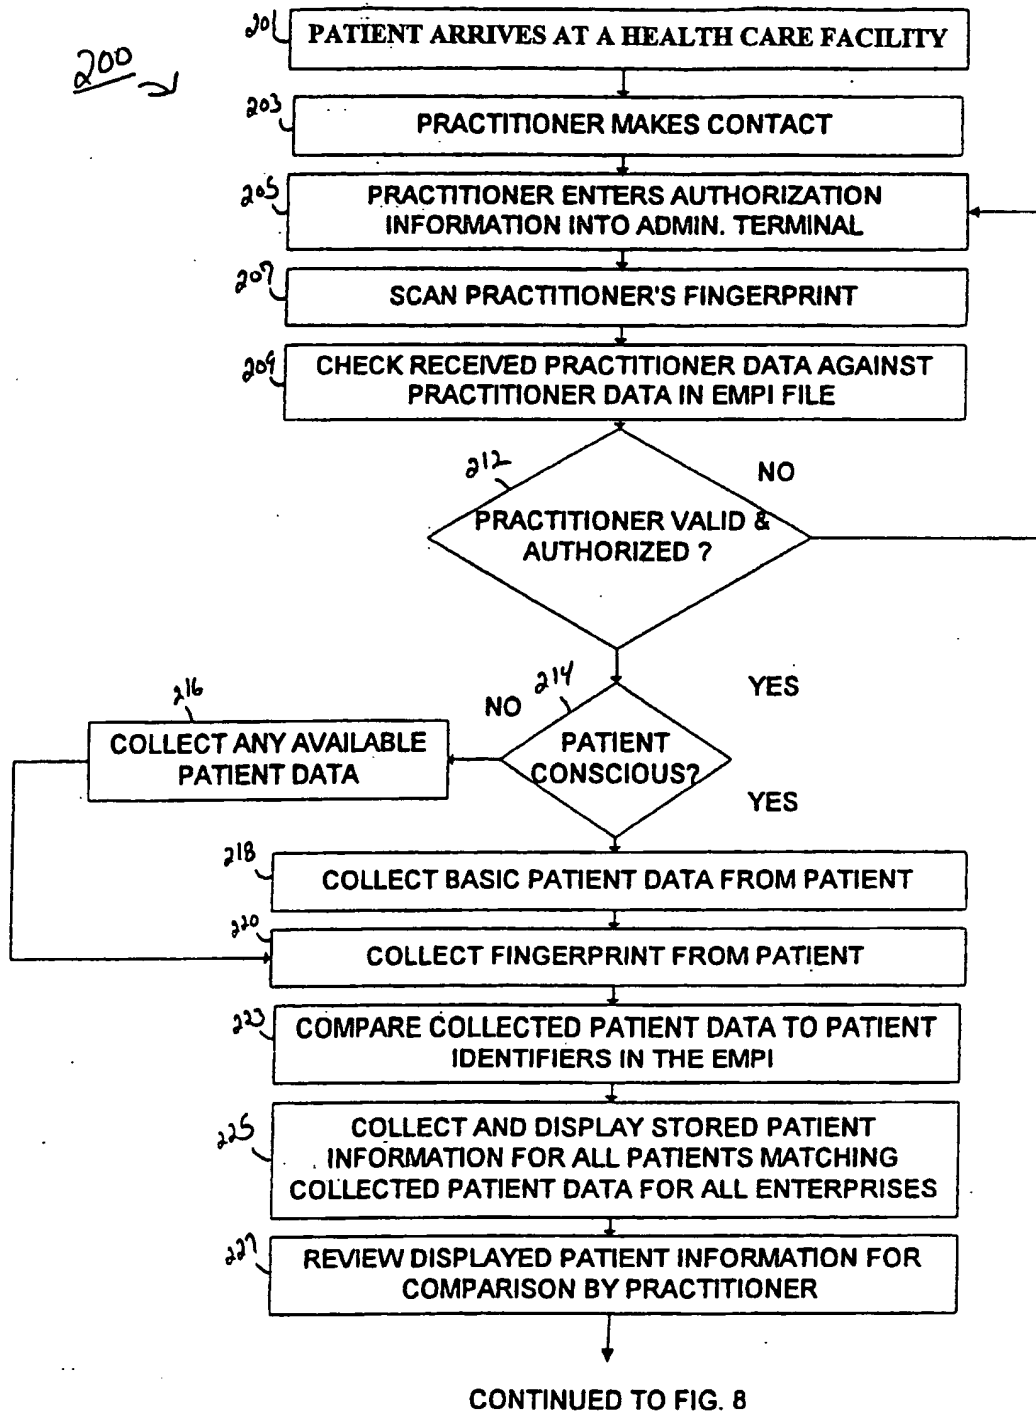 200
201
PATIENT ARRIVES AT A HEALTH CARE FACILITY
203
PRACTITIONER MAKES CONTACT
205
PRACTITIONER ENTERS AUTHORIZATION
INFORMATION INTO ADMIN. TERMINAL
207
SCAN PRACTITIONER'S FINGERPRINT
209
CHECK RECEIVED PRACTITIONER DATA AGAINST
PRACTITIONER DATA IN EMPI FILE
212
NO
PRACTITIONER VALID &
AUTHORIZED ?
YES
214
NO
PATIENT
CONSCIOUS?
YES
216
COLLECT ANY AVAILABLE
PATIENT DATA
218
COLLECT BASIC PATIENT DATA FROM PATIENT
220
COLLECT FINGERPRINT FROM PATIENT
223
COMPARE COLLECTED PATIENT DATA TO PATIENT
IDENTIFIERS IN THE EMPI
225
COLLECT AND DISPLAY STORED PATIENT
INFORMATION FOR ALL PATIENTS MATCHING
COLLECTED PATIENT DATA FOR ALL ENTERPRISES
227
REVIEW DISPLAYED PATIENT INFORMATION FOR
COMPARISON BY PRACTITIONER
CONTINUED TO FIG. 8